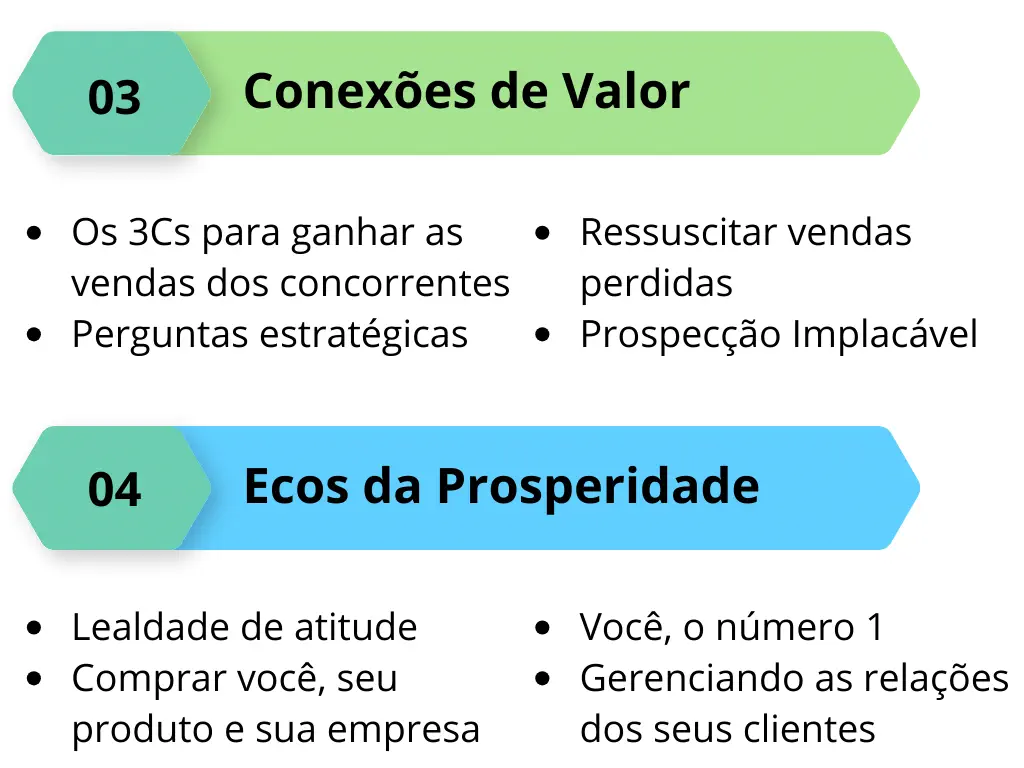 03
Conexões de Valor
Os 3Cs para ganhar as
vendas dos concorrentes
Perguntas estratégicas
Ressuscitar vendas
perdidas
Prospecção Implacável
04
Ecos da Prosperidade
Lealdade de atitude
Comprar você, seu
produto e sua empresa
Você, o número 1
Gerenciando as relações
dos seus clientes